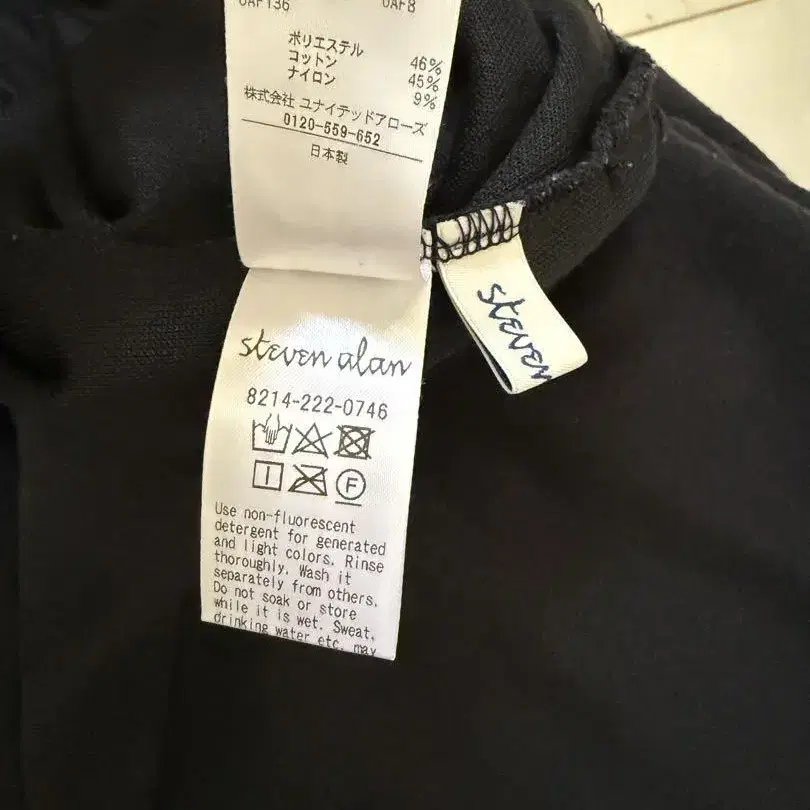 ポリエステル 46%
コットン 45%
ナイロン 9%
株式会社 ユナイテッドアローズ
0120-559-652
日本製
steven
steven alan
8214-222-0746
F
Use non-fluorescent
detergent for generated
and light colors. Rinse
thoroughly. Wash it
separately from others.
Do not soak or store
while it is wet. Sweat,
drinking water etc. may